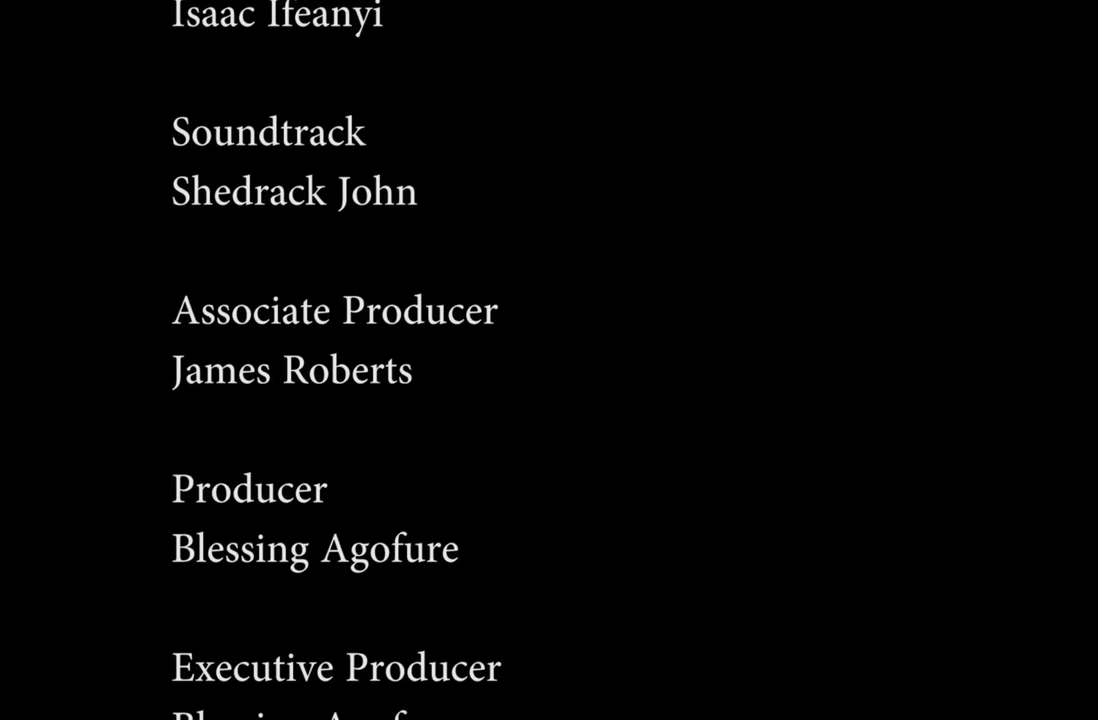 Isaac Ifeanyi
Soundtrack
Shedrack John
Associate Producer
James Roberts
Producer
Blessing Agofure
Executive Producer